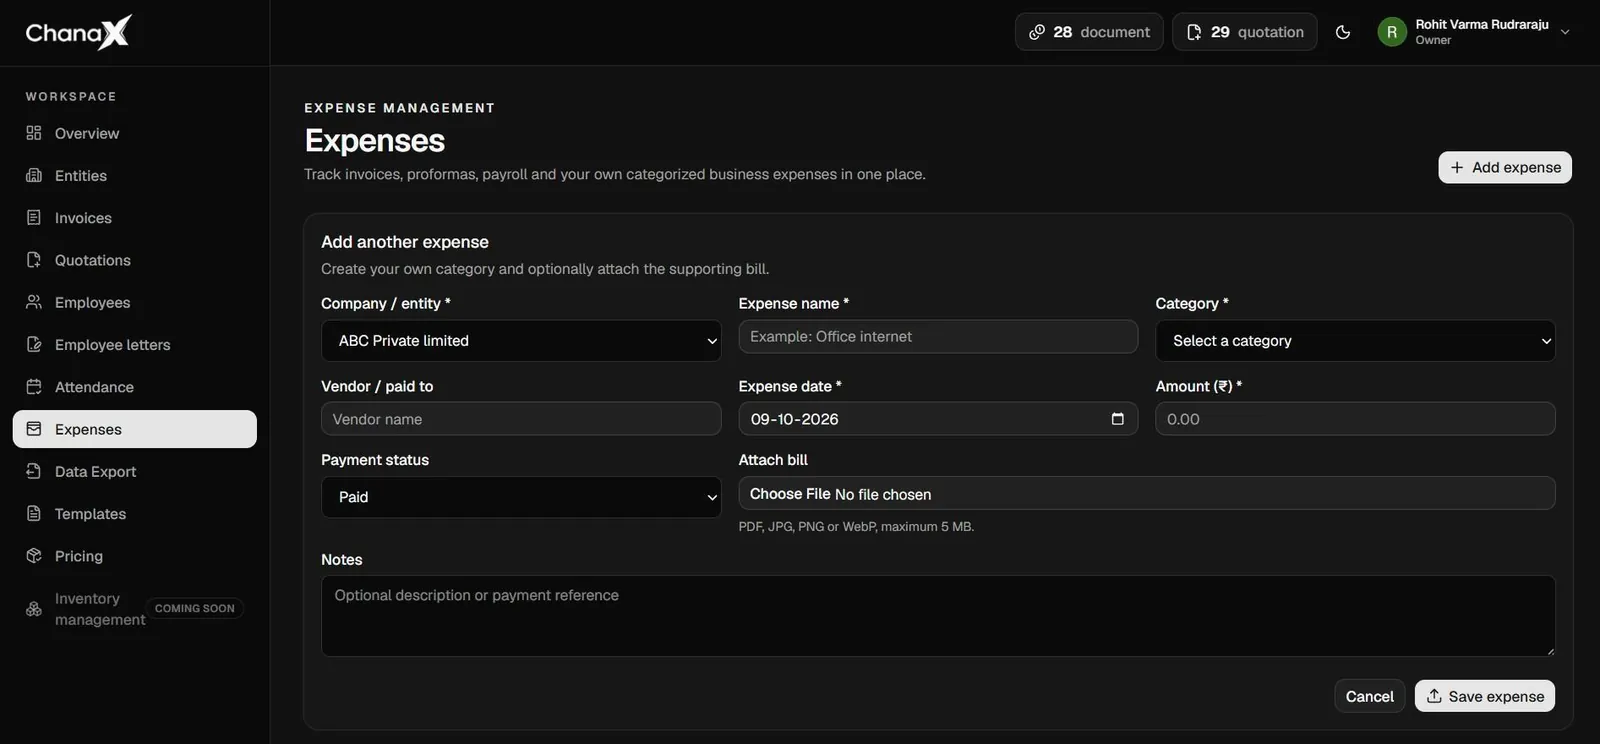 ChanaX
28 document
29 quotation
R
Rohit Varma Rudraraju
Owner
WORKSPACE
Overview
Entities
Invoices
Quotations
Employees
Employee letters
Attendance
Expenses
Data Export
Templates
Pricing
Inventory
management
COMING SOON
EXPENSE MANAGEMENT
Expenses
Track invoices, proformas, payroll and your own categorized business expenses in one place.
+ Add expense
Add another expense
Create your own category and optionally attach the supporting bill.
Company / entity *
ABC Private limited
Expense name *
Example: Office internet
Category *
Select a category
Vendor / paid to
Vendor name
Expense date *
09-10-2026
Amount (₹) *
0.00
Payment status
Paid
Attach bill
Choose File No file chosen
PDF, JPG, PNG or WebP, maximum 5 MB.
Notes
Optional description or payment reference
Cancel
Save expense